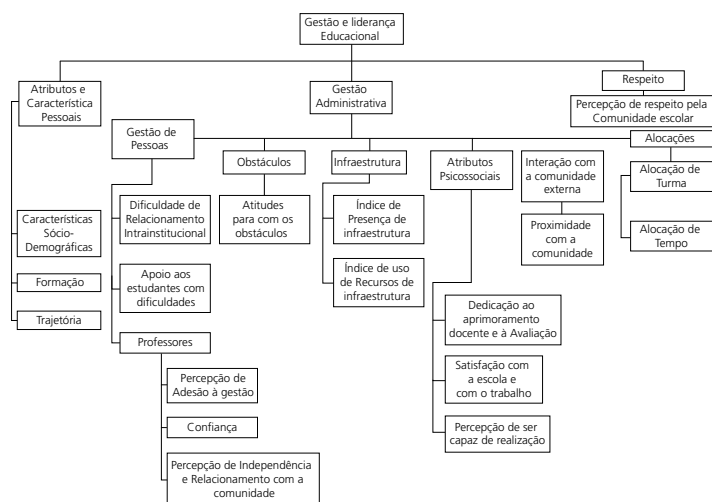 Gestão e liderança
Educacional
Atributos e
Característica
Pessoais
Gestão
Administrativa
Respeito
Percepção de respeito pela
Comunidade escolar
Gestão de
Pessoas
Obstáculos
Infraestrutura
Atributos
Psicossociais
Interação com
a comunidade
externa
Alocações
Alocação de
Turma
Características
Sócio-
Demográficas
Dificuldade de
Relacionamento
Intrainstitucional
Atitudes
para com os
obstáculos
Índice de
Presença de
infraestrutura
Proximidade
com a
comunidade
Alocação
de Tempo
Formação
Apoio aos
estudantes com
dificuldades
Índice de uso
de Recursos de
infraestrutura
Trajetória
Professores
Dedicação ao
aprimoramento
docente e à Avaliação
Percepção de
Adesão à gestão
Satisfação com
a escola e
com o trabalho
Confiança
Percepção de ser
capaz de realização
Percepção de Independência
e Relacionamento com a
comunidade